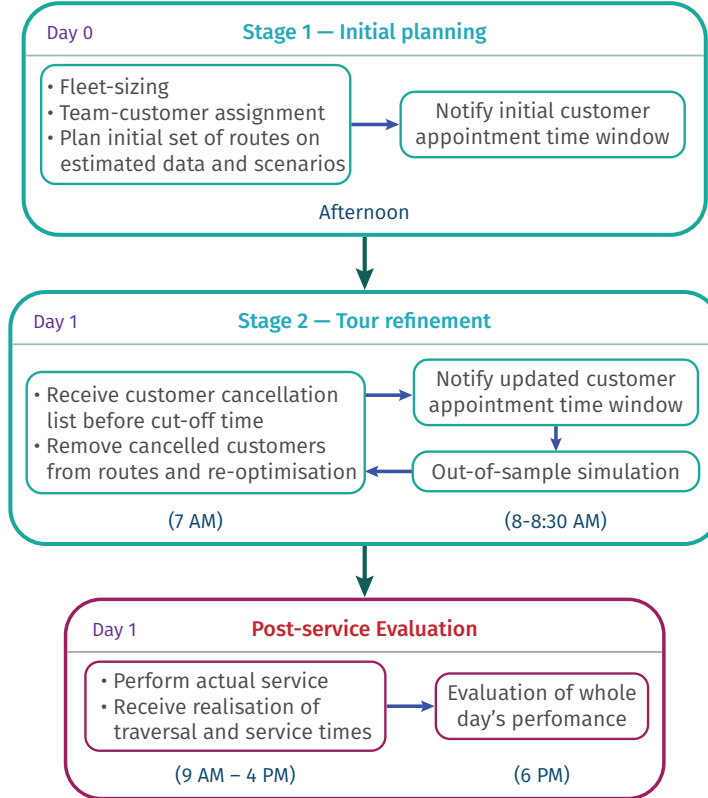 Day 0
Stage 1 — Initial planning
• Fleet-sizing
• Team-customer assignment
• Plan initial set of routes on
estimated data and scenarios
Notify initial customer
appointment time window
Afternoon
Day 1
Stage 2 — Tour refinement
• Receive customer cancellation
list before cut-off time
• Remove cancelled customers
from routes and re-optimisation
Notify updated customer
appointment time window
Out-of-sample simulation
(7 AM)
(8-8:30 AM)
Day 1
Post-service Evaluation
• Perform actual service
• Receive realisation of
traversal and service times
Evaluation of whole
day's perfomance
(9 AM – 4 PM)
(6 PM)